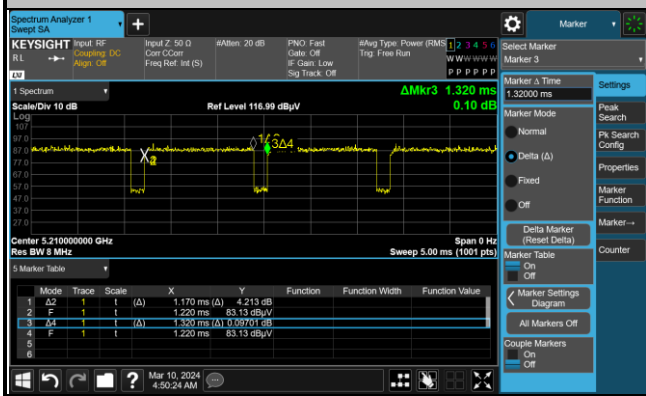 Spectrum Analyzer 1
Swept SA
Marker
KEYSIGHT Input: RF Input Z: 50 Ω #Atten: 20 dB PNO: Fast #Avg Type: Power (RMS 1 2 3 4 5 6
R L Coupling: DC Corr CCorr Gate: Off Trig: Free Run W W W W W W
Align: Off Freq Ref: Int (S) IF Gain: Low P P P P P P
Sig Track: Off
LXI
Select Marker
Marker 3
1 Spectrum
ΔMkr3 1.320 ms
Scale/Div 10 dB Ref Level 116.99 dBµV 0.10 dB
Log
107
97.0
87.0
77.0
67.0
57.0
47.0
37.0
27.0
3Δ4
Center 5.210000000 GHz Span 0 Hz
Res BW 8 MHz Sweep 5.00 ms (1001 pts)
5 Marker Table
Mode Trace Scale X Y Function Function Width Function Value
1 Δ2 1 t (Δ) 1.170 ms (Δ) 4.213 dB
2 F 1 t 1.220 ms 83.13 dBµV
3 Δ4 1 t (Δ) 1.320 ms (Δ) 0.09701 dB
4 F 1 t 1.220 ms 83.13 dBµV
5
6
Mar 10, 2024
4:50:24 AM
?
Marker Δ Time
1.32000 ms
Marker Mode
Normal
Delta (Δ)
Fixed
Off
Delta Marker
(Reset Delta)
Marker Table
On
Off
Marker Settings
Diagram
All Markers Off
Couple Markers
On
Off
Settings
Peak
Search
Pk Search
Config
Properties
Marker
Function
Marker→
Counter